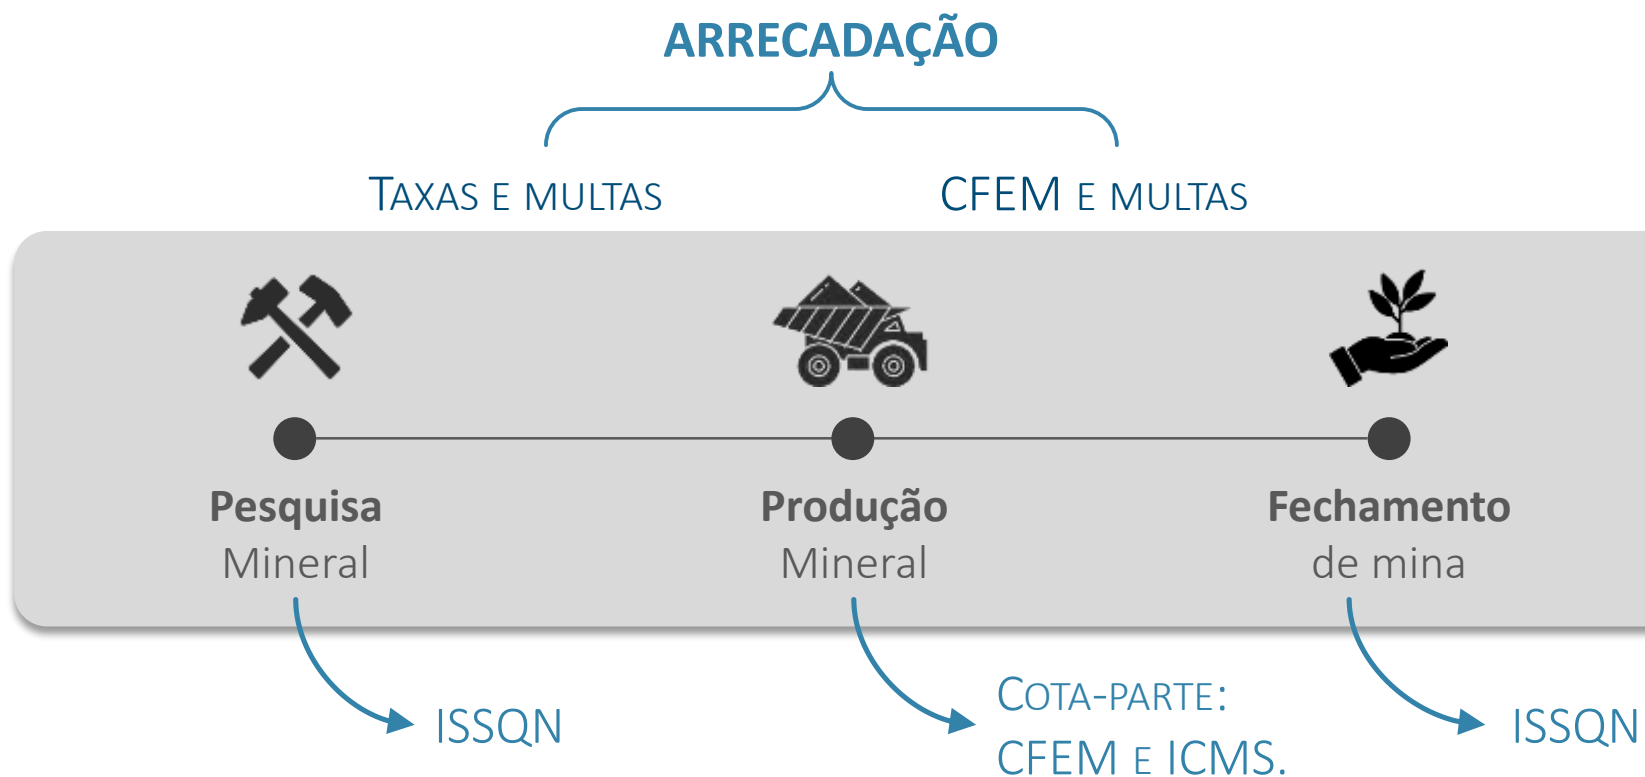 ARRECADAÇÃO
TAXAS E MULTAS
CFEM E MULTAS
Pesquisa
Mineral
Produção
Mineral
Fechamento
de mina
ISSQN
COTA-PARTE:
CFEM E ICMS.
ISSQN